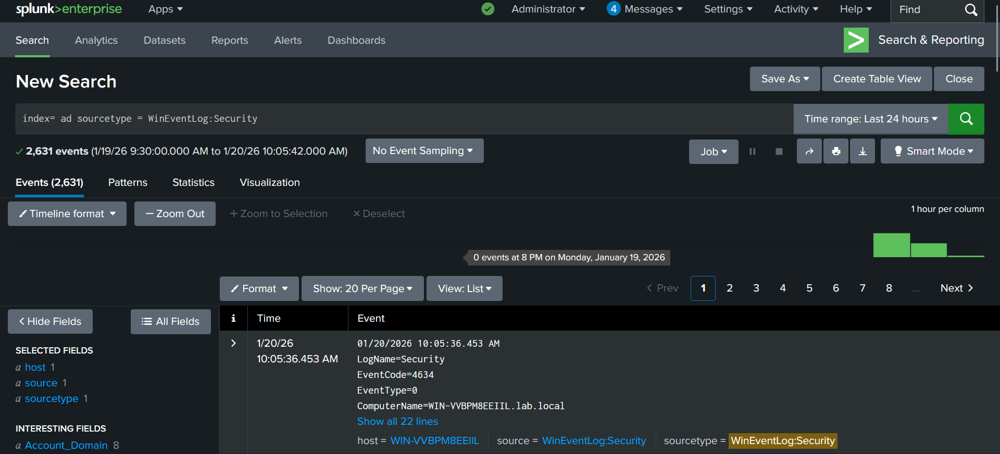 splunk>enterprise Apps Administrator 4 Messages Settings Activity Help Find
Search Analytics Datasets Reports Alerts Dashboards Search & Reporting
New Search Save As Create Table View Close
index= ad sourcetype = WinEventLog:Security Time range: Last 24 hours
2,631 events (1/19/26 9:30:00.000 AM to 1/20/26 10:05:42.000 AM) No Event Sampling Job Smart Mode
Events (2,631) Patterns Statistics Visualization
Timeline format Zoom Out Zoom to Selection Deselect 1 hour per column
0 events at 8 PM on Monday, January 19, 2026
Format Show: 20 Per Page View: List Prev 1 2 3 4 5 6 7 8 ... Next
Hide Fields All Fields
i Time Event
SELECTED FIELDS
a host 1
a source 1
a sourcetype 1
INTERESTING FIELDS
a Account_Domain 8
1/20/26
10:05:36.453 AM
01/20/2026 10:05:36.453 AM
LogName=Security
EventCode=4634
EventType=0
ComputerName=WIN-VVBPM8EEIIL.lab.local
Show all 22 lines
host = WIN-VVBPM8EEIIL source = WinEventLog:Security sourcetype = WinEventLog:Security